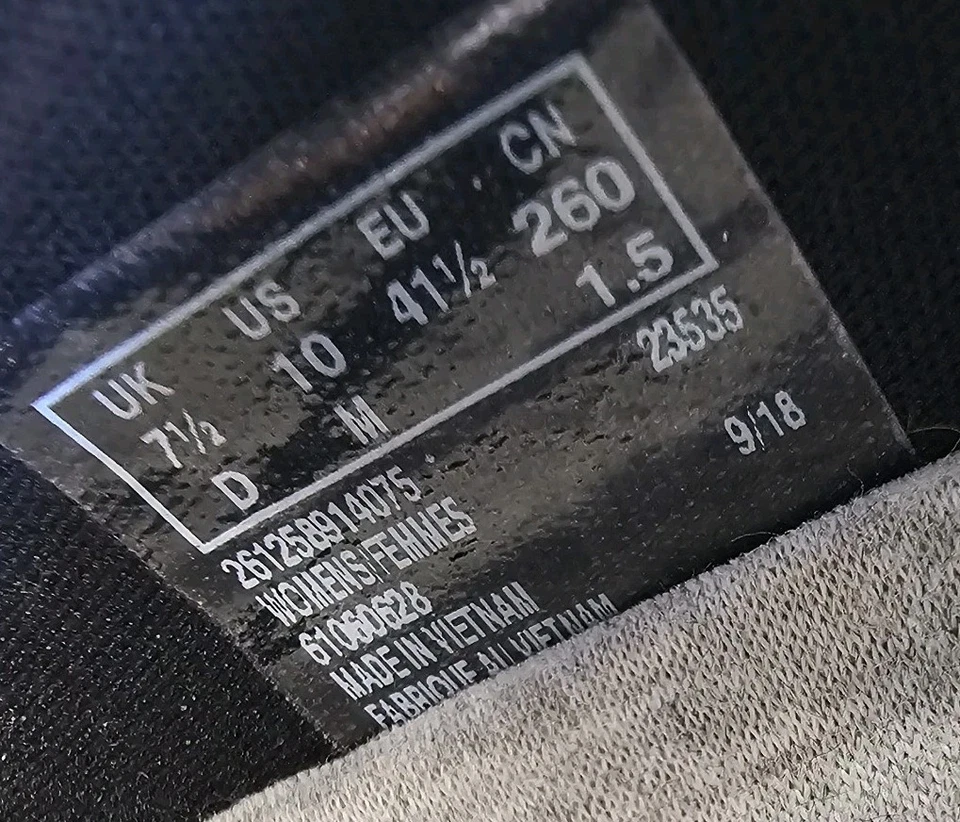 UK US EU CN
7½ 10 41½ 260
D M 1.5
261258914075 23535
WOMENS/FEMMES 9/18
61060628
MADE IN VIETNAM
FABRIQUE AU VIETNAM